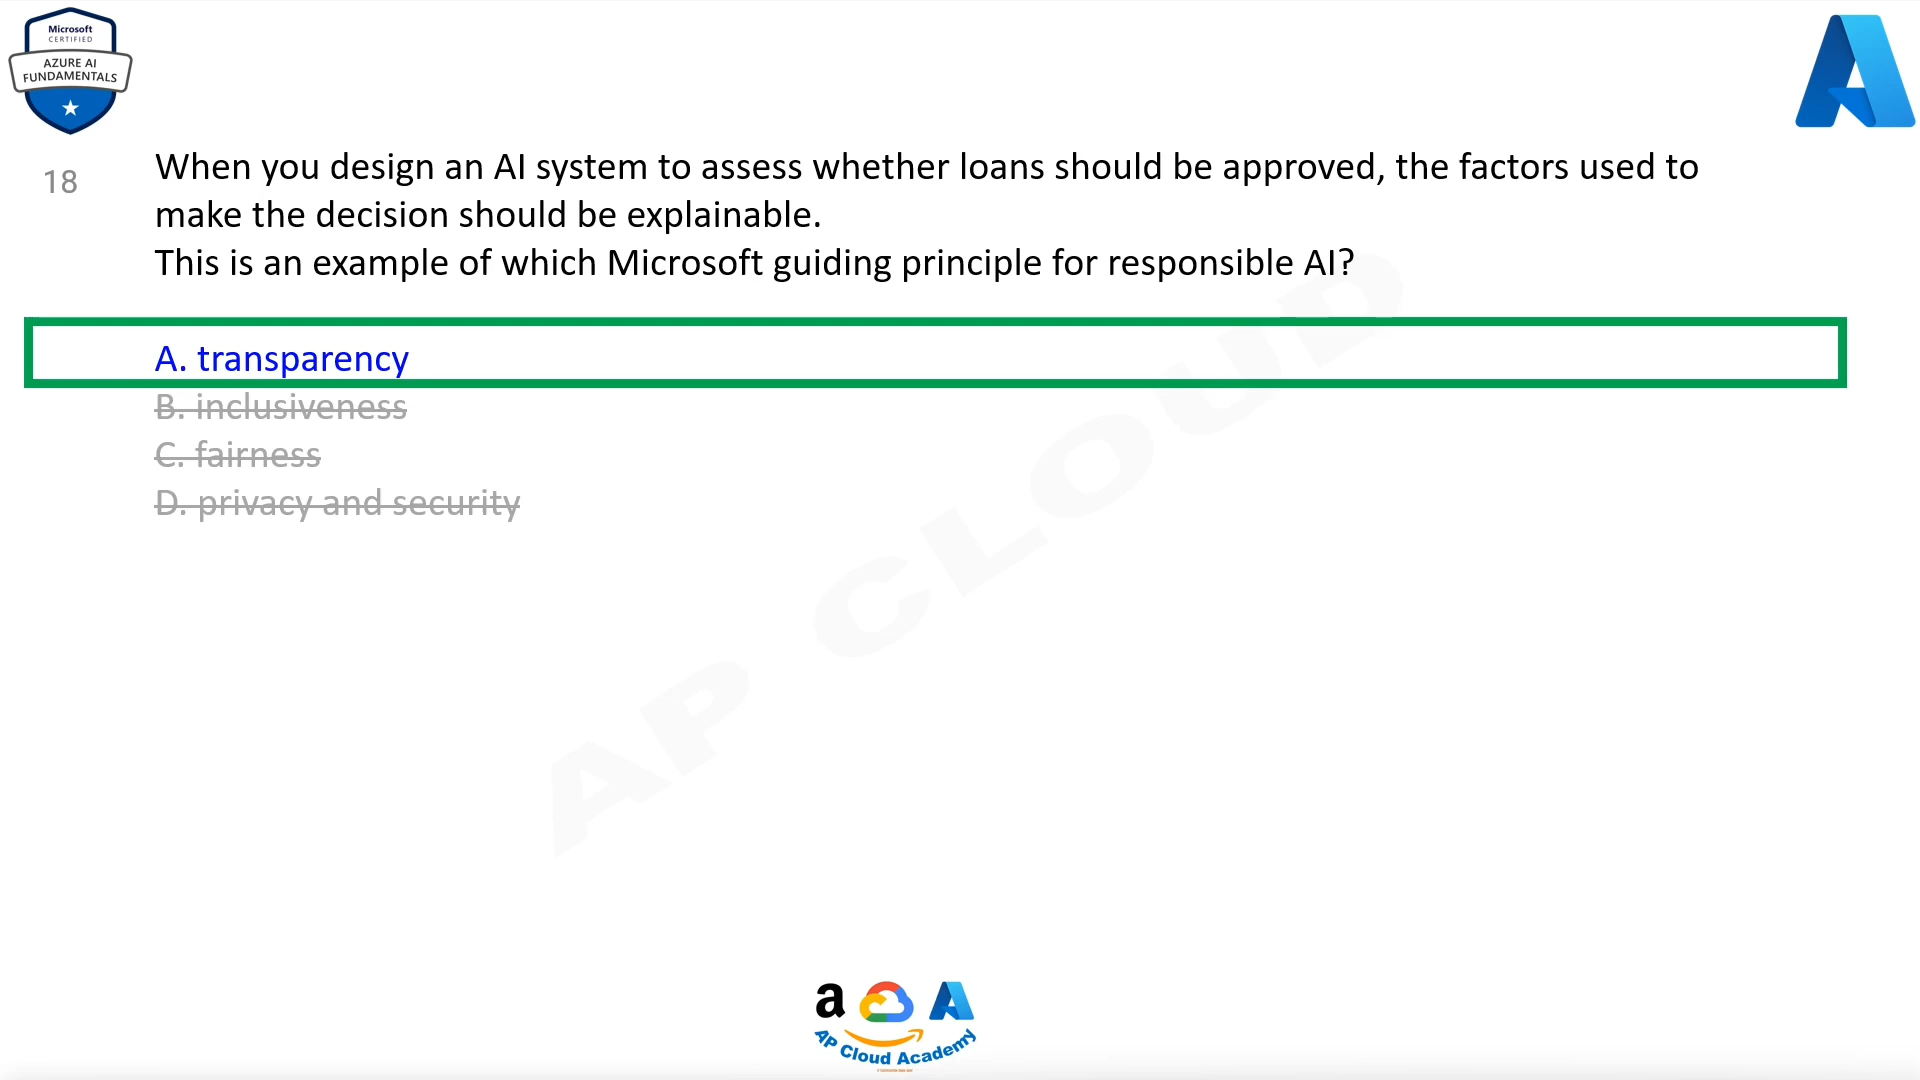 Microsoft
CERTIFIED
AZURE AI
FUNDAMENTALS
18
When you design an AI system to assess whether loans should be approved, the factors used to
make the decision should be explainable.
This is an example of which Microsoft guiding principle for responsible AI?
A. transparency
B. inclusiveness
C. fairness
D. privacy and security
AP CLOUD
a
AP Cloud Academy